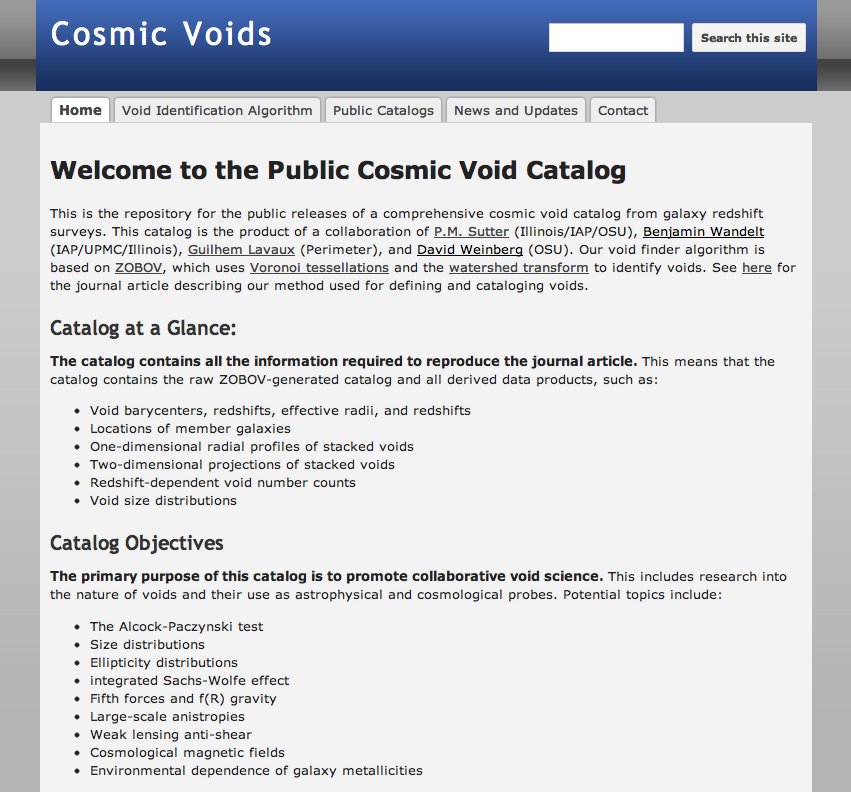 Cosmic Voids
Search this site
Home
Void Identification Algorithm
Public Catalogs
News and Updates
Contact
Welcome to the Public Cosmic Void Catalog
This is the repository for the public releases of a comprehensive cosmic void catalog from galaxy redshift
surveys. This catalog is the product of a collaboration of P.M. Sutter (Illinois/IAP/OSU), Benjamin Wandelt
(IAP/UPMC/Illinois), Guilhem Lavaux (Perimeter), and David Weinberg (OSU). Our void finder algorithm is
based on ZOBOV, which uses Voronoi tessellations and the watershed transform to identify voids. See here for
the journal article describing our method used for defining and cataloging voids.
Catalog at a Glance:
The catalog contains all the information required to reproduce the journal article. This means that the
catalog contains the raw ZOBOV-generated catalog and all derived data products, such as:
• Void barycenters, redshifts, effective radii, and redshifts
• Locations of member galaxies
• One-dimensional radial profiles of stacked voids
• Two-dimensional projections of stacked voids
• Redshift-dependent void number counts
• Void size distributions
Catalog Objectives
The primary purpose of this catalog is to promote collaborative void science. This includes research into
the nature of voids and their use as astrophysical and cosmological probes. Potential topics include:
• The Alcock-Paczynski test
• Size distributions
• Ellipticity distributions
• integrated Sachs-Wolfe effect
• Fifth forces and f(R) gravity
• Large-scale anistropies
• Weak lensing anti-shear
• Cosmological magnetic fields
• Environmental dependence of galaxy metallicities